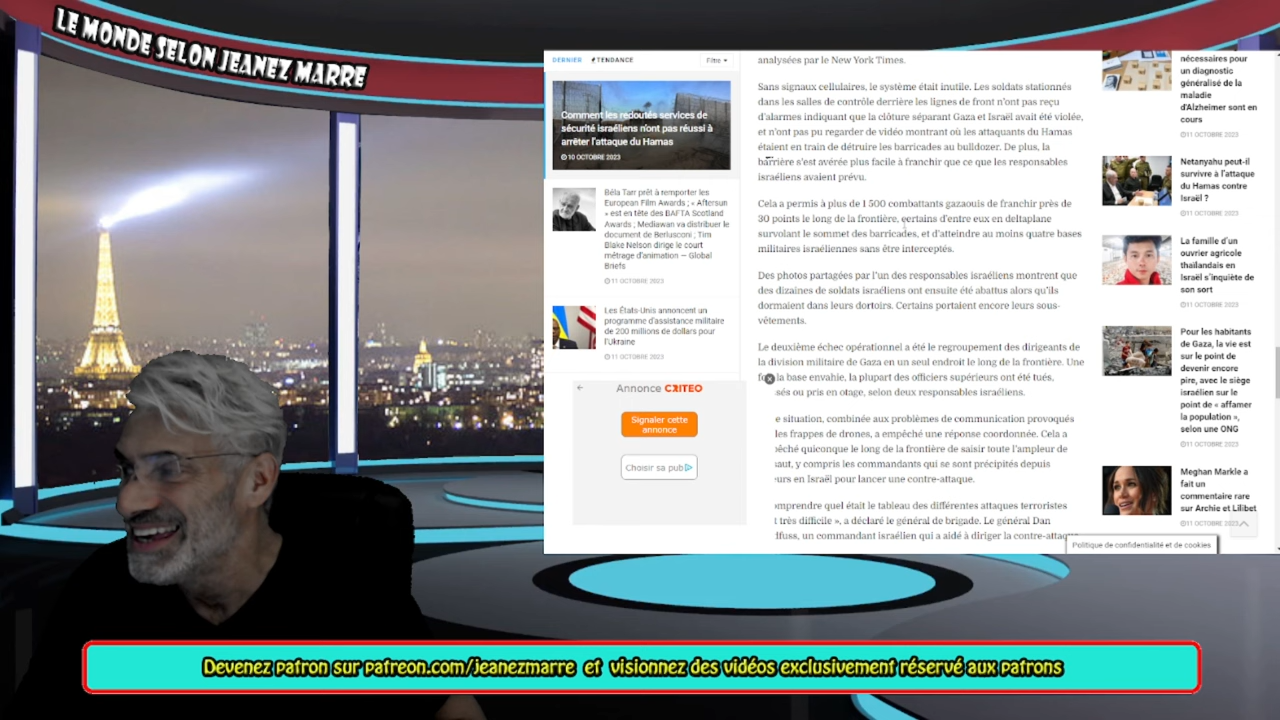 LE MONDE SELON JEANEZ MARRE
DERNIER
TENDANCE
Filtre
Comment les redoutés services de
sécurité israéliens n'ont pas réussi à
arrêter l'attaque du Hamas
10 OCTOBRE 2023
Béla Tarr prêt à remporter les
European Film Awards ; « Aftersun
» est en tête des BAFTA Scotland
Awards ; Mediawan va distribuer le
document de Berlusconi ; Tim
Blake Nelson dirige le court
métrage d'animation – Global
Briefs
11 OCTOBRE 2023
Les États-Unis annoncent un
programme d'assistance militaire
de 200 millions de dollars pour
l'Ukraine
11 OCTOBRE 2023
Annonce CRITEO
Signaler cette
annonce
Choisir sa pub
analysées par le New York Times.
Sans signaux cellulaires, le système était inutile. Les soldats stationnés
dans les salles de contrôle derrière les lignes de front n'ont pas reçu
d'alarmes indiquant que la clôture séparant Gaza et Israël avait été violée,
et n'ont pas pu regarder de vidéo montrant où les attaquants du Hamas
étaient en train de détruire les barricades au bulldozer. De plus, la
barrière s'est avérée plus facile à franchir que ce que les responsables
israéliens avaient prévu.
Cela a permis à plus de 1 500 combattants gazaouis de franchir près de
30 points le long de la frontière, certains d'entre eux en deltaplane
survolant le sommet des barricades, et d'atteindre au moins quatre bases
militaires israéliennes sans être interceptés.
Des photos partagées par l'un des responsables israéliens montrent que
des dizaines de soldats israéliens ont ensuite été abattus alors qu'ils
dormaient dans leurs dortoirs. Certains portaient encore leurs sous-
vêtements.
Le deuxième échec opérationnel a été le regroupement des dirigeants de
la division militaire de Gaza en un seul endroit le long de la frontière. Une
la base envahie, la plupart des officiers supérieurs ont été tués,
sés ou pris en otage, selon deux responsables israéliens.
e situation, combinée aux problèmes de communication provoqués
les frappes de drones, a empêché une réponse coordonnée. Cela a
êché quiconque le long de la frontière de saisir toute l'ampleur de
aut, y compris les commandants qui se sont précipités depuis
urs en Israël pour lancer une contre-attaque.
mprendre quel était le tableau des différentes attaques terroristes
t très difficile », a déclaré le général de brigade. Le général Dan
lfuss, un commandant israélien qui a aidé à diriger la contre-attaque
nécessaires pour
un diagnostic
généralisé de la
maladie
d'Alzheimer sont en
cours
11 OCTOBRE 2023
Netanyahu peut-il
survivre à l'attaque
du Hamas contre
Israël ?
11 OCTOBRE 2023
La famille d'un
ouvrier agricole
thaïlandais en
Israël s'inquiète de
son sort
11 OCTOBRE 2023
Pour les habitants
de Gaza, la vie est
sur le point de
devenir encore
pire, avec le siège
israélien sur le
point de « affamer
la population »,
selon une ONG
11 OCTOBRE 2023
Meghan Markle a
fait un
commentaire rare
sur Archie et Lilibet
11 OCTOBRE 2023
Politique de confidentialité et de cookies
Devenez patron sur patreon.com/jeanezmarre et visionnez des vidéos exclusivement réservé aux patrons